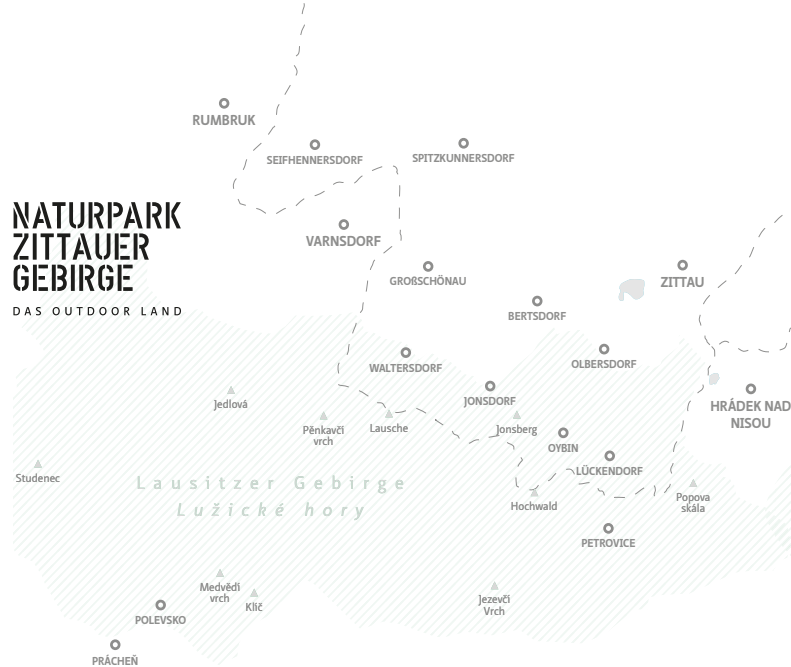 RUMBRUK
SEIFHENNERSDORF
SPITZKUNNERSDORF
NATURPARK
ZITTAUER
GEBIRGE
DAS OUTDOOR LAND
VARNSDORF
GROßSCHÖNAU
ZITTAU
BERTSDORF
OLBERSDORF
WALTERSDORF
JONSDORF
HRÁDEK NAD
NISOU
Jedlová
Pěnkavčí
vrch
Lausche
Jonsberg
OYBIN
LÜCKENDORF
Studenec
Lausitzer Gebirge
Lužické hory
Hochwald
Popova
skála
PETROVICE
Medvědí
vrch
Klíč
Jezevčí
Vrch
POLEVSKO
PRÁCHEŇ